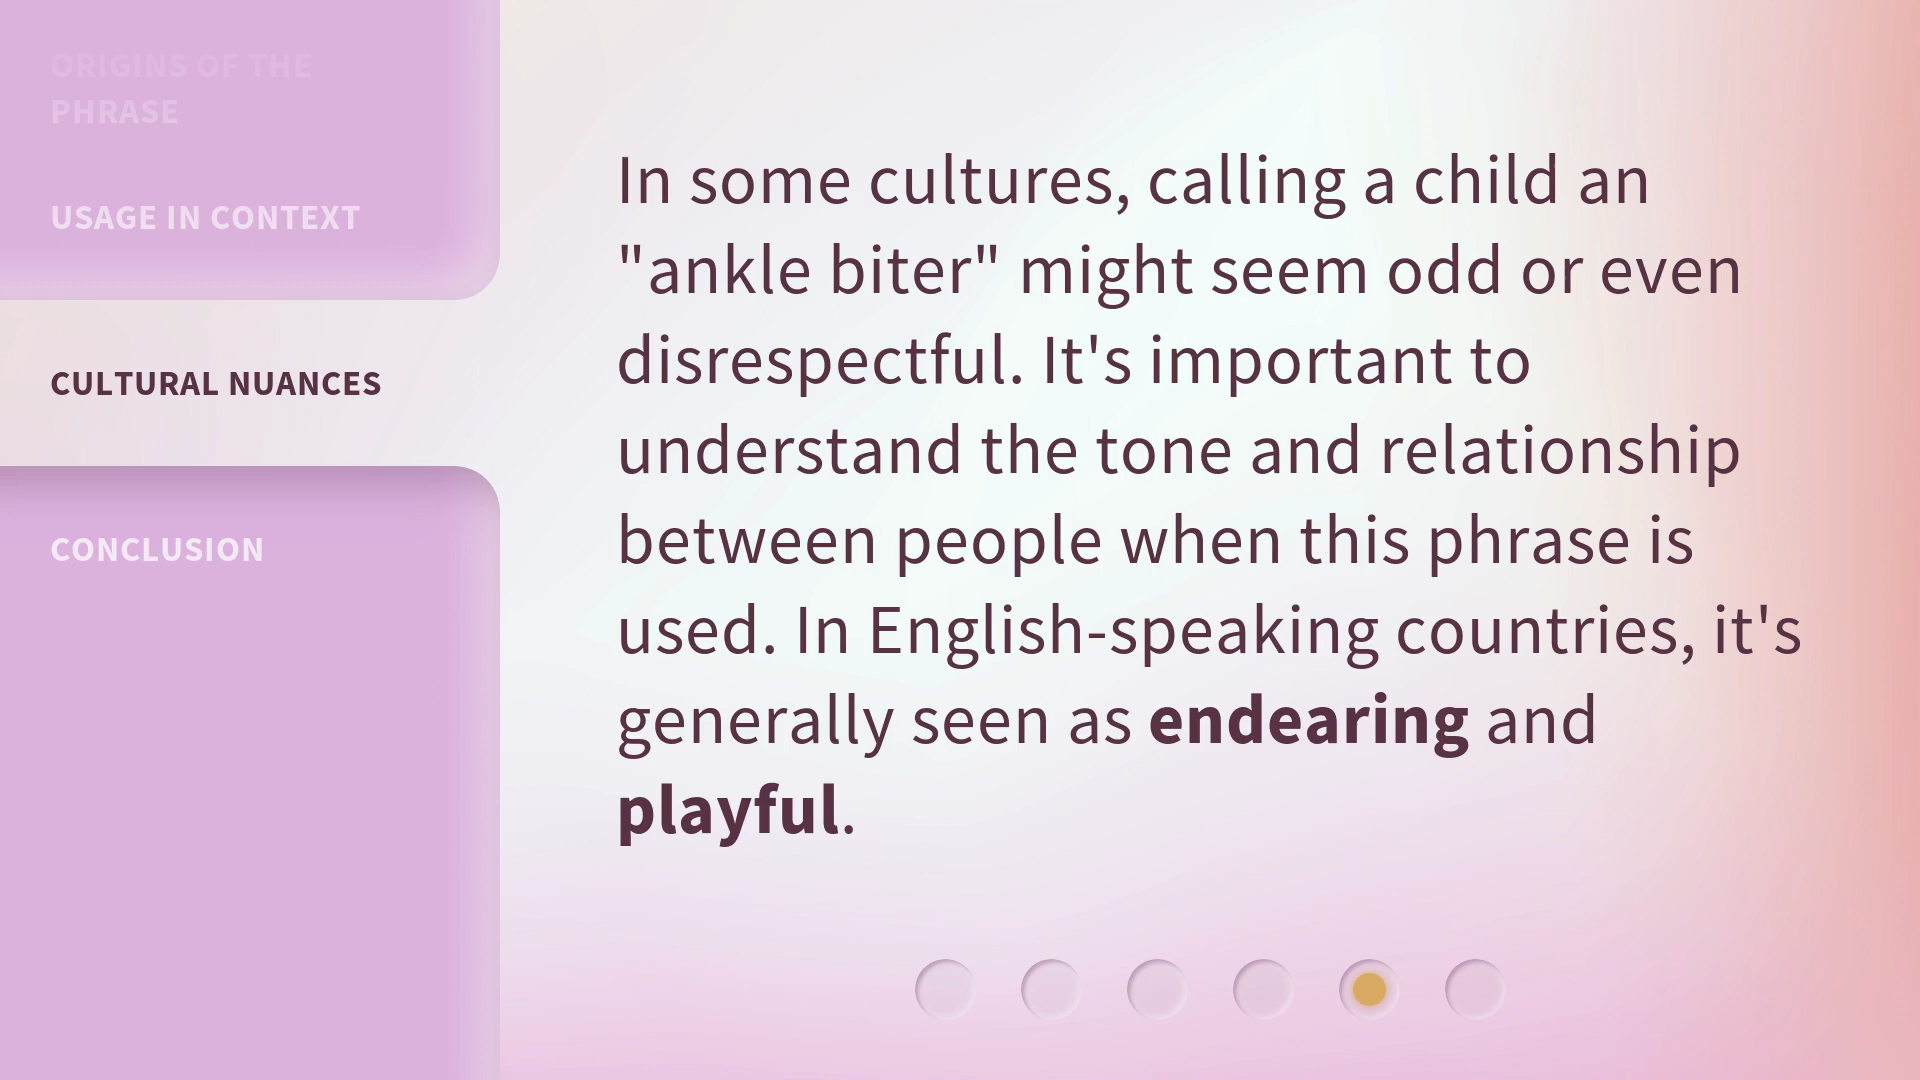 ORIGINS OF THE
PHRASE
USAGE IN CONTEXT
CULTURAL NUANCES
CONCLUSION
In some cultures, calling a child an
"ankle biter" might seem odd or even
disrespectful. It's important to
understand the tone and relationship
between people when this phrase is
used. In English-speaking countries, it's
generally seen as endearing and
playful.